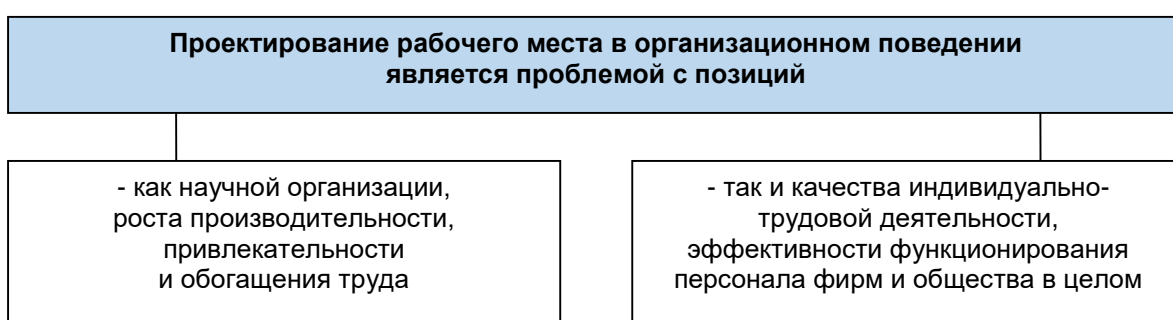 Проектирование рабочего места в организационном поведении
является проблемой с позиций
- как научной организации,
роста производительности,
привлекательности
и обогащения труда
- так и качества индивидуально-
трудовой деятельности,
эффективности функционирования
персонала фирм и общества в целом